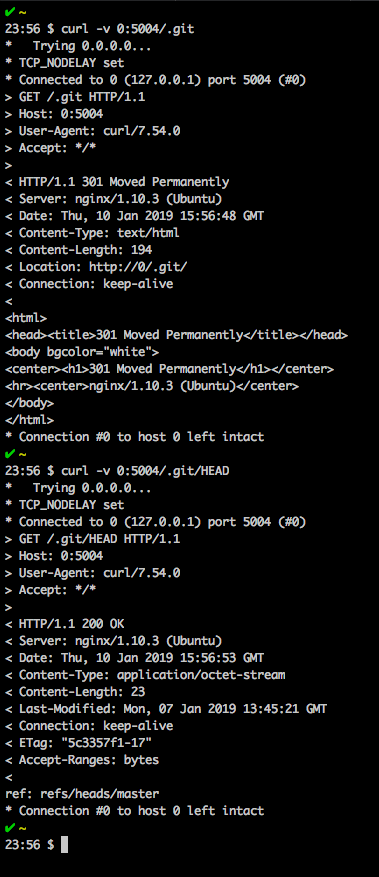 ✔ ~
23:56 $ curl -v 0:5004/.git
*   Trying 0.0.0.0...
* TCP_NODELAY set
* Connected to 0 (127.0.0.1) port 5004 (#0)
> GET /.git HTTP/1.1
> Host: 0:5004
> User-Agent: curl/7.54.0
> Accept: */*
>
< HTTP/1.1 301 Moved Permanently
< Server: nginx/1.10.3 (Ubuntu)
< Date: Thu, 10 Jan 2019 15:56:48 GMT
< Content-Type: text/html
< Content-Length: 194
< Location: http://0/.git/
< Connection: keep-alive
<
<html>
<head><title>301 Moved Permanently</title></head>
<body bgcolor="white">
<center><h1>301 Moved Permanently</h1></center>
<hr><center>nginx/1.10.3 (Ubuntu)</center>
</body>
</html>
* Connection #0 to host 0 left intact
✔ ~
23:56 $ curl -v 0:5004/.git/HEAD
*   Trying 0.0.0.0...
* TCP_NODELAY set
* Connected to 0 (127.0.0.1) port 5004 (#0)
> GET /.git/HEAD HTTP/1.1
> Host: 0:5004
> User-Agent: curl/7.54.0
> Accept: */*
>
< HTTP/1.1 200 OK
< Server: nginx/1.10.3 (Ubuntu)
< Date: Thu, 10 Jan 2019 15:56:53 GMT
< Content-Type: application/octet-stream
< Content-Length: 23
< Last-Modified: Mon, 07 Jan 2019 13:45:21 GMT
< Connection: keep-alive
< ETag: "5c3357f1-17"
< Accept-Ranges: bytes
<
ref: refs/heads/master
* Connection #0 to host 0 left intact
✔ ~
23:56 $